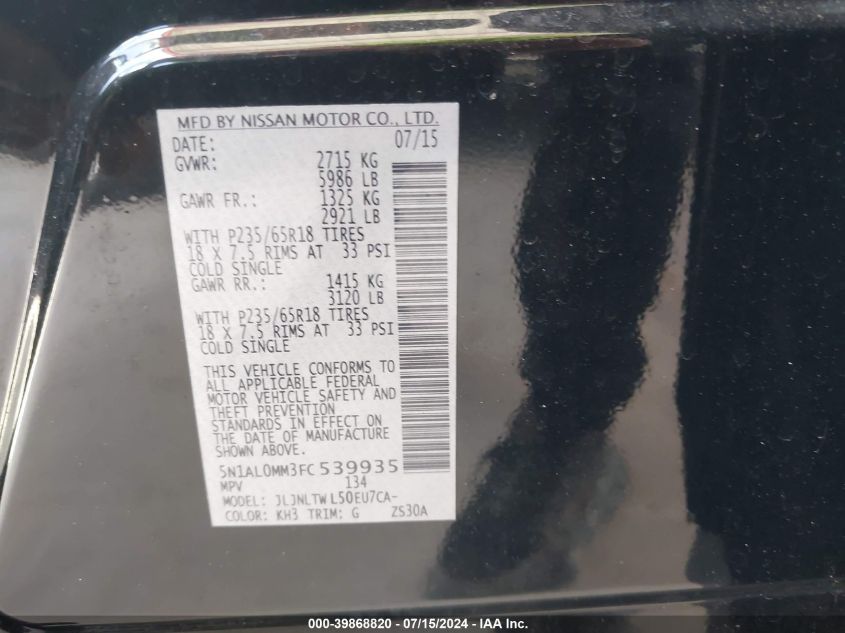 MFD BY NISSAN MOTOR CO., LTD.
DATE: 07/15
GVWR: 2715 KG
5986 LB
GAWR FR.: 1325 KG
2921 LB
WITH P235/65R18 TIRES
18 X 7.5 RIMS AT 33 PSI
COLD SINGLE
GAWR RR.: 1415 KG
3120 LB
WITH P235/65R18 TIRES
18 X 7.5 RIMS AT 33 PSI
COLD SINGLE
THIS VEHICLE CONFORMS TO
ALL APPLICABLE FEDERAL
MOTOR VEHICLE SAFETY AND
THEFT PREVENTION
STANDARDS IN EFFECT ON
THE DATE OF MANUFACTURE
SHOWN ABOVE.
5N1AL0MM3FC539935
MPV 134
MODEL: JLJNLTWL50EU7CA-
COLOR: KH3 TRIM: G ZS30A
000-39868820 - 07/15/2024 - IAA Inc.